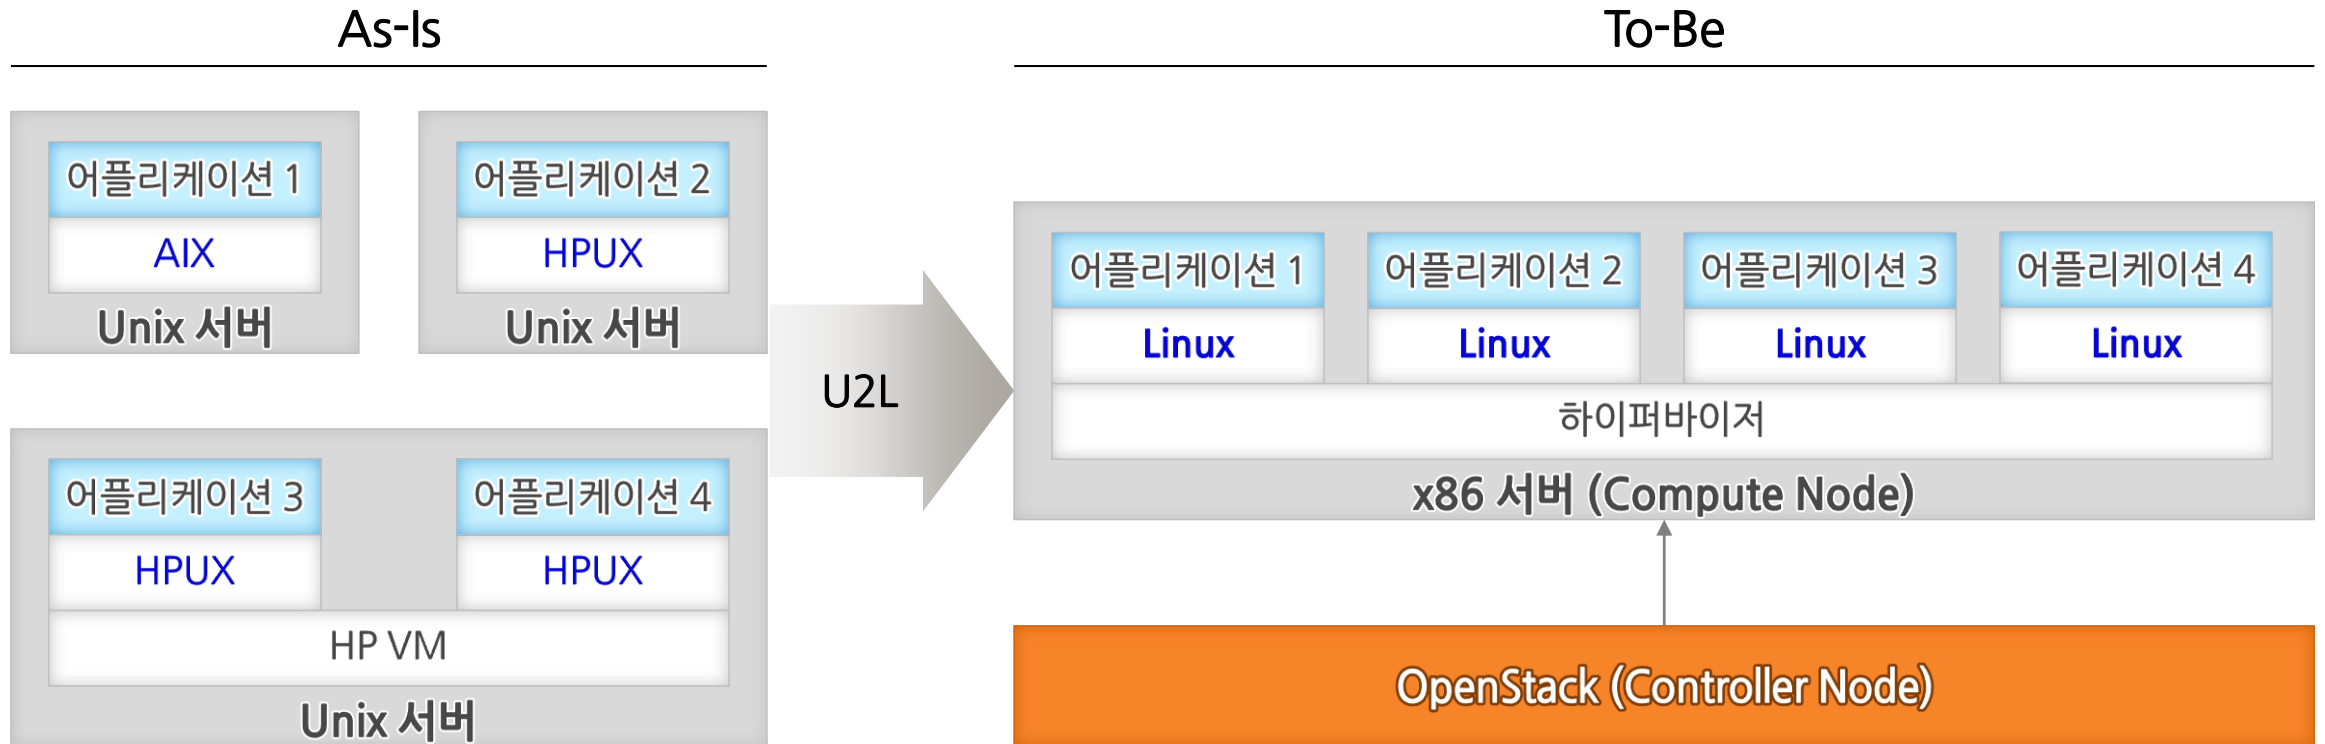 As-Is
어플리케이션 1
AIX
Unix 서버
어플리케이션 2
HPUX
Unix 서버
어플리케이션 3
HPUX
어플리케이션 4
HPUX
HP VM
Unix 서버
U2L
To-Be
어플리케이션 1
Linux
어플리케이션 2
Linux
어플리케이션 3
Linux
어플리케이션 4
Linux
하이퍼바이저
x86 서버 (Compute Node)
OpenStack (Controller Node)